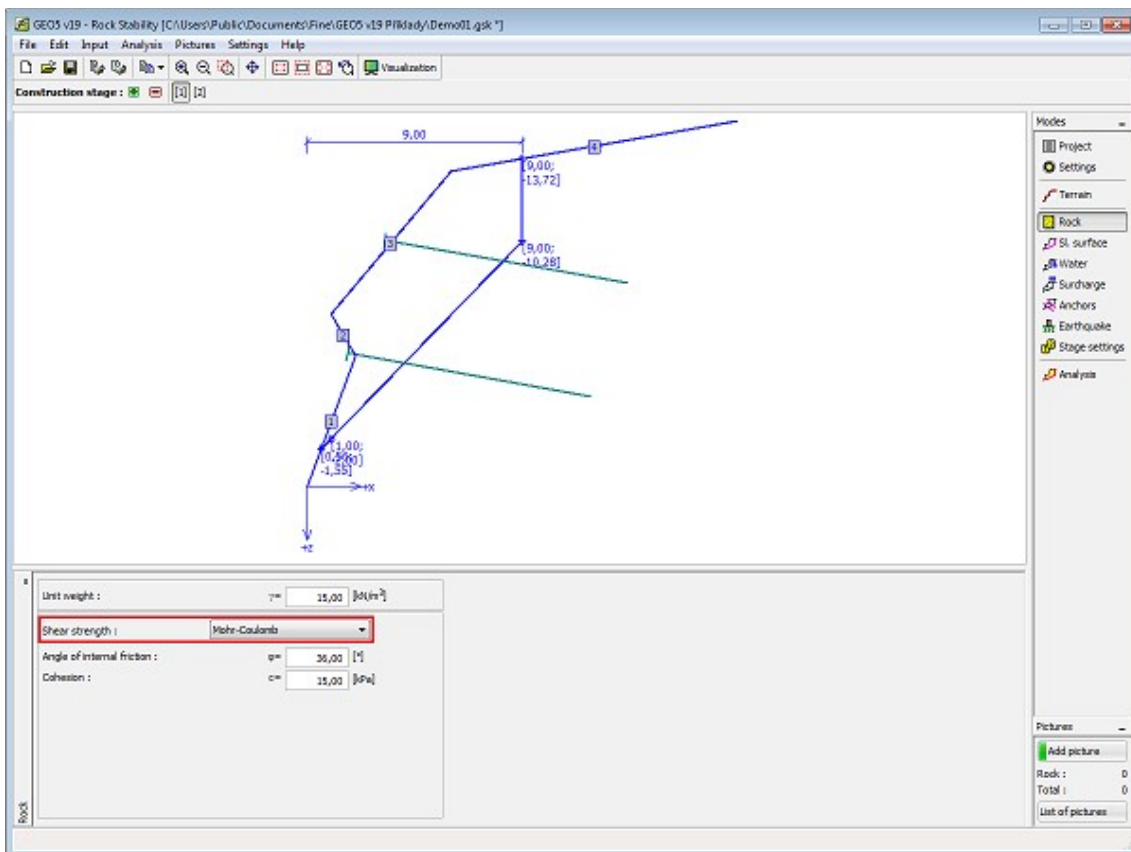 GEO5 v19 - Rock Stability [C:\Users\Public\Documents\Fine\GEO5 v19 Příklady\Demo01.gsk *]
File Edit Input Analysis Pictures Settings Help
Visualization
Construction stage : [1] [2]
9,00
4
[9,00;
-13,72]
3
[9,00;
-10,28]
2
1
[1,00;
-1,55]
+x
+z
Modes
Project
Settings
Terrain
Rock
Sl. surface
Water
Surcharge
Anchors
Earthquake
Stage settings
Analysis
Unit weight : γ= 15,00 [kN/m³]
Shear strength : Mohr-Coulomb
Angle of internal friction : φ= 36,00 [°]
Cohesion : c= 15,00 [kPa]
Rock
Pictures
Add picture
Rock : 0
Total : 0
List of pictures